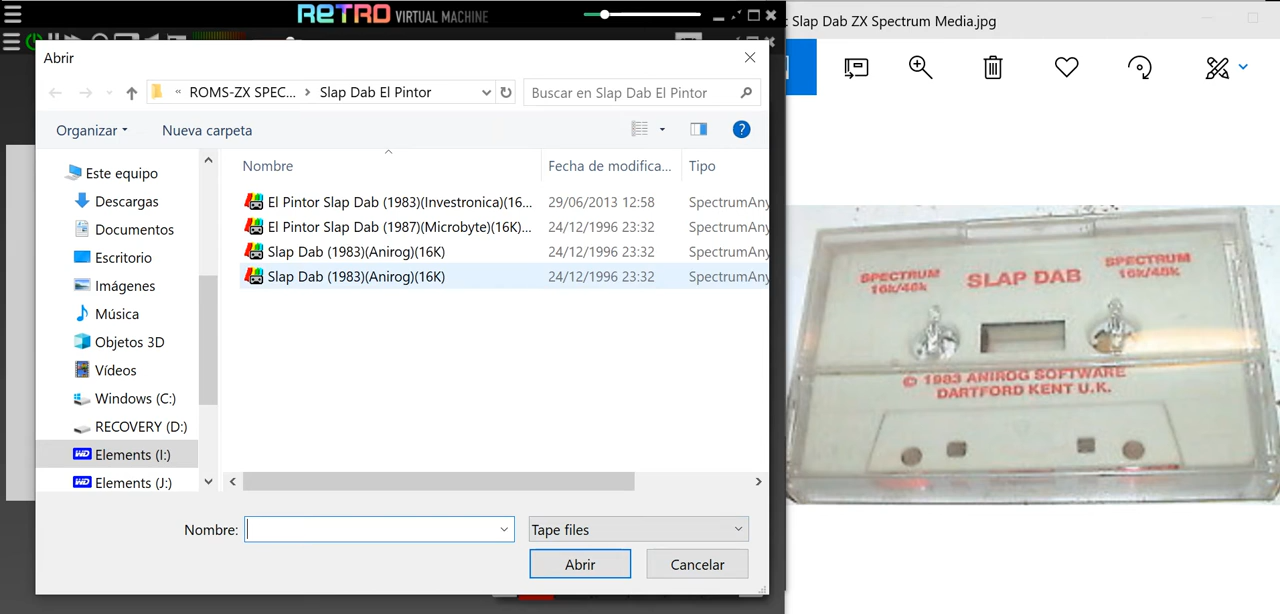 RETRO VIRTUAL MACHINE
Slap Dab ZX Spectrum Media.jpg
Abrir
« ROMS-ZX SPEC... › Slap Dab El Pintor
Buscar en Slap Dab El Pintor
Organizar
Nueva carpeta
?
Este equipo
Descargas
Documentos
Escritorio
Imágenes
Música
Objetos 3D
Vídeos
Windows (C:)
RECOVERY (D:)
WD Elements (I:)
WD Elements (J:)
Nombre Fecha de modifica... Tipo
El Pintor Slap Dab (1983)(Investronica)(16... 29/06/2013 12:58 SpectrumAny
El Pintor Slap Dab (1987)(Microbyte)(16K)... 24/12/1996 23:32 SpectrumAny
Slap Dab (1983)(Anirog)(16K) 24/12/1996 23:32 SpectrumAny
Slap Dab (1983)(Anirog)(16K) 24/12/1996 23:32 SpectrumAny
Nombre:
Tape files
Abrir
Cancelar
SPECTRUM
16k/48k
SLAP DAB
SPECTRUM
16k/48k
© 1983 ANIROG SOFTWARE
DARTFORD KENT U.K.